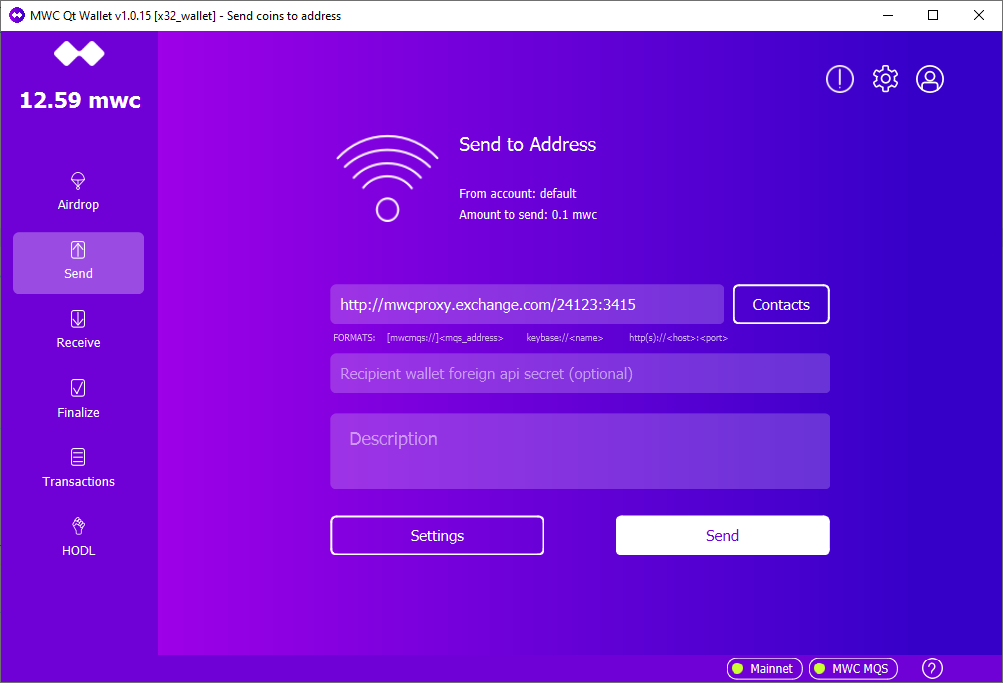 MWC Qt Wallet v1.0.15 [x32_wallet] - Send coins to address
12.59 mwc
Airdrop
Send
Receive
Finalize
Transactions
HODL
Send to Address
From account: default
Amount to send: 0.1 mwc
http://mwcproxy.exchange.com/24123:3415
Contacts
FORMATS: [mwcmqs://]<mqs_address> keybase://<name> http(s)://<host>:<port>
Recipient wallet foreign api secret (optional)
Description
Settings
Send
Mainnet
MWC MQS
?